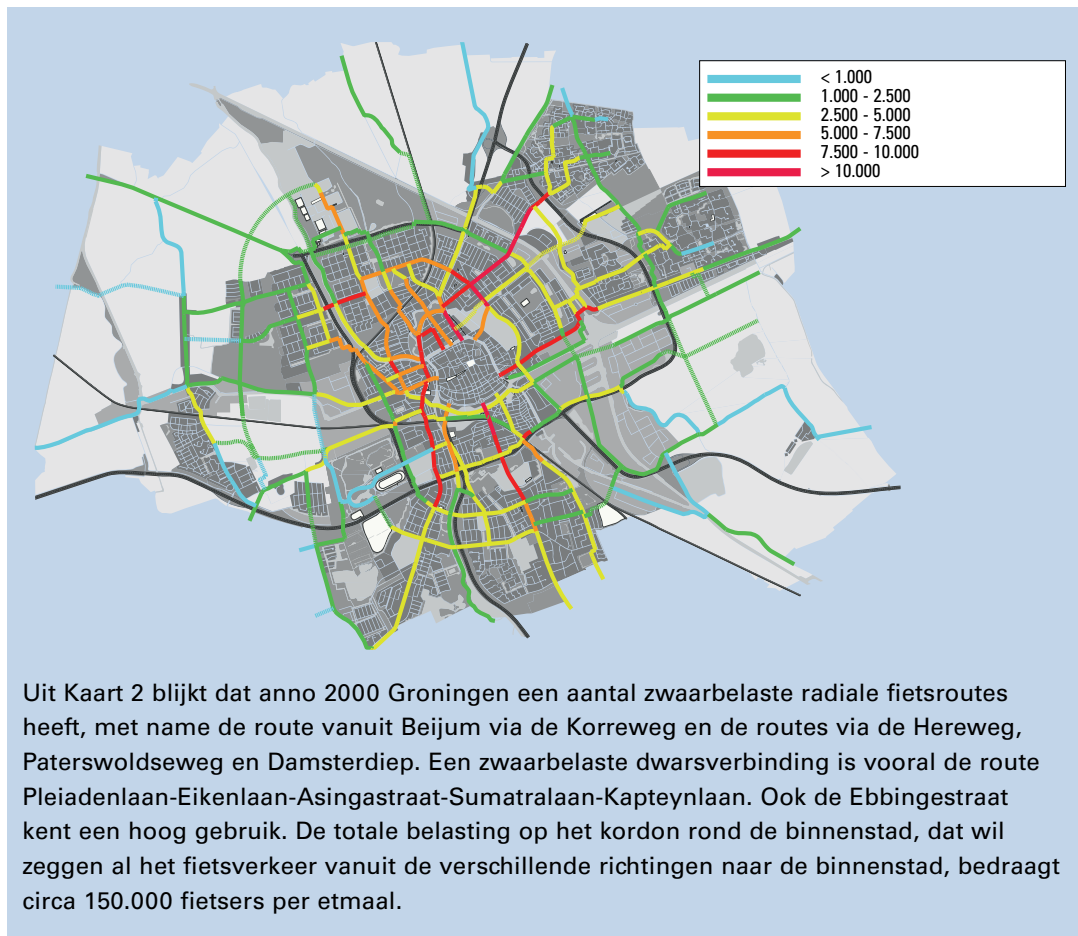 < 1.000
1.000 - 2.500
2.500 - 5.000
5.000 - 7.500
7.500 - 10.000
> 10.000
Uit Kaart 2 blijkt dat anno 2000 Groningen een aantal zwaarbelaste radiale fietsroutes
heeft, met name de route vanuit Beijum via de Korreweg en de routes via de Hereweg,
Paterswoldseweg en Damsterdiep. Een zwaarbelaste dwarsverbinding is vooral de route
Pleiadenlaan-Eikenlaan-Asingastraat-Sumatralaan-Kapteynlaan. Ook de Ebbingestraat
kent een hoog gebruik. De totale belasting op het kordon rond de binnenstad, dat wil
zeggen al het fietsverkeer vanuit de verschillende richtingen naar de binnenstad, bedraagt
circa 150.000 fietsers per etmaal.